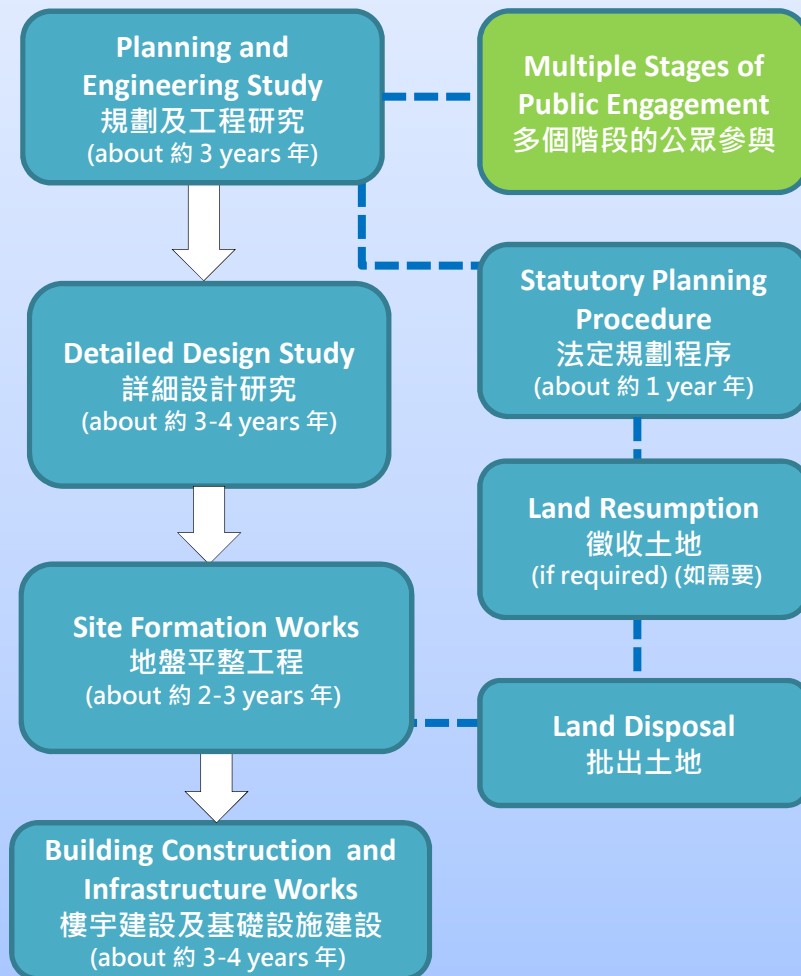 Planning and
Engineering Study
規劃及工程研究
(about 約 3 years 年)
Multiple Stages of
Public Engagement
多個階段的公眾參與
Statutory Planning
Procedure
法定規劃程序
(about 約 1 year 年)
Detailed Design Study
詳細設計研究
(about 約 3-4 years 年)
Land Resumption
徵收土地
(if required) (如需要)
Site Formation Works
地盤平整工程
(about 約 2-3 years 年)
Land Disposal
批出土地
Building Construction and
Infrastructure Works
樓宇建設及基礎設施建設
(about 約 3-4 years 年)